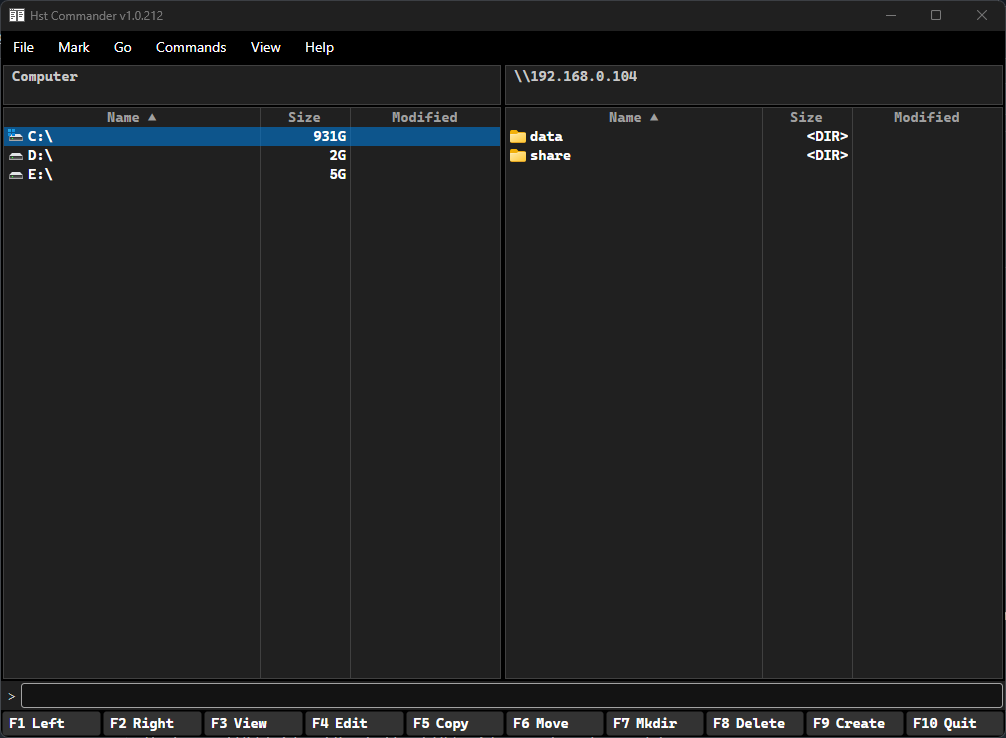 Hst Commander v1.0.212
File Mark Go Commands View Help
Computer
Name ▲ Size Modified
C:\ 931G
D:\ 2G
E:\ 5G
\\192.168.0.104
Name ▲ Size Modified
data <DIR>
share <DIR>
>
F1 Left F2 Right F3 View F4 Edit F5 Copy F6 Move F7 Mkdir F8 Delete F9 Create F10 Quit